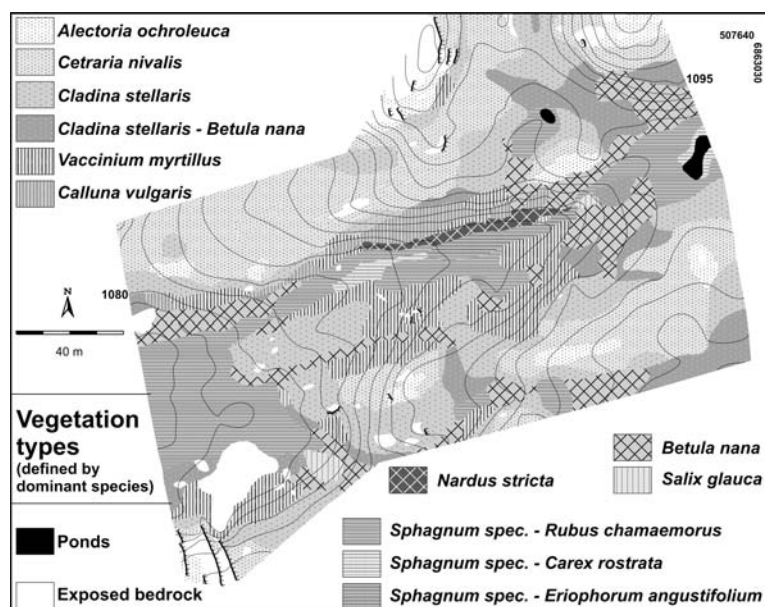 Alectoria ochroleuca
Cetraria nivalis
Cladina stellaris
Cladina stellaris - Betula nana
Vaccinium myrtillus
Calluna vulgaris
507640
6863030
1095
N
1080
40 m
Vegetation
types
(defined by
dominant species)
Ponds
Exposed bedrock
Betula nana
Nardus stricta
Salix glauca
Sphagnum spec. - Rubus chamaemorus
Sphagnum spec. - Carex rostrata
Sphagnum spec. - Eriophorum angustifolium